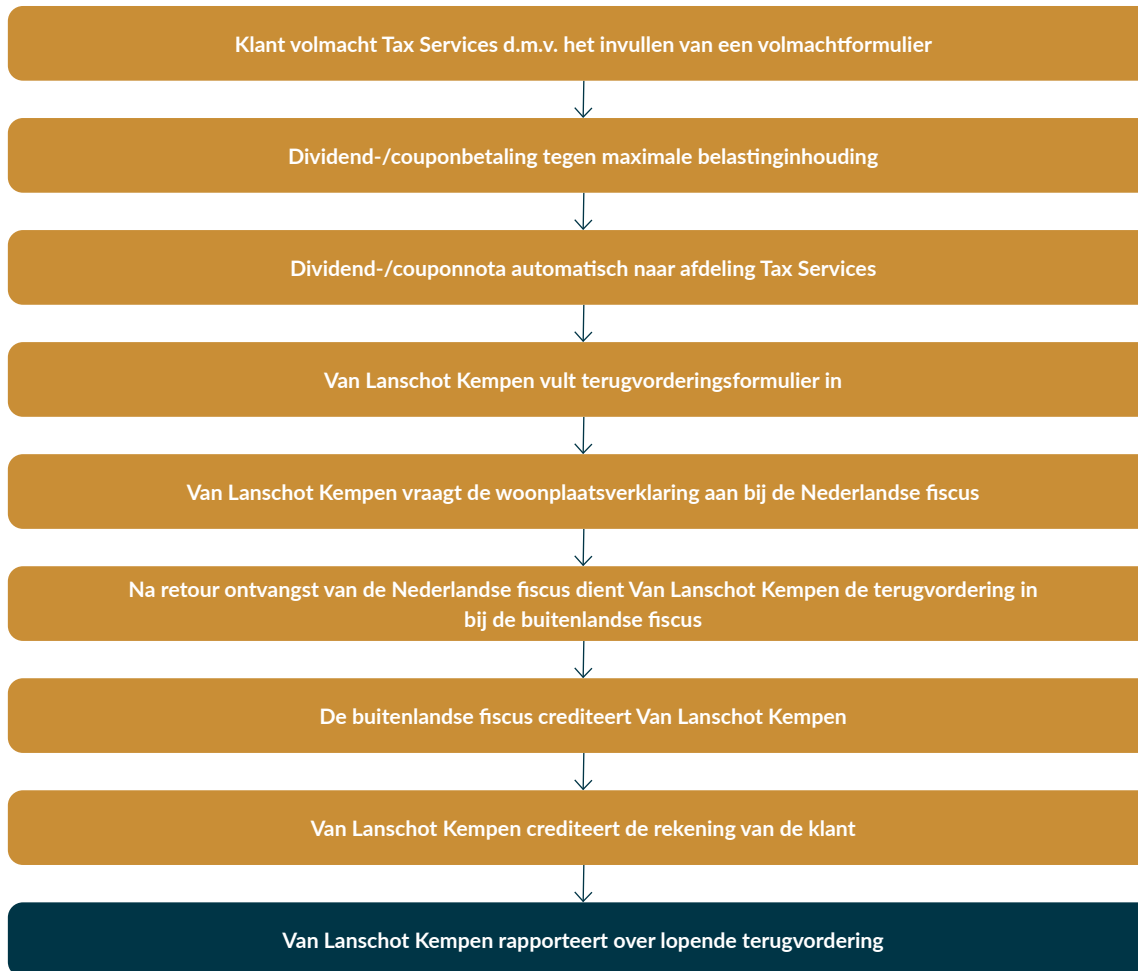 Klant volmacht Tax Services d.m.v. het invullen van een volmachtformulier
Dividend-/couponbetaling tegen maximale belastinginhouding
Dividend-/couponnota automatisch naar afdeling Tax Services
Van Lanschot Kempen vult terugvorderingsformulier in
Van Lanschot Kempen vraagt de woonplaatsverklaring aan bij de Nederlandse fiscus
Na retour ontvangst van de Nederlandse fiscus dient Van Lanschot Kempen de terugvordering in
bij de buitenlandse fiscus
De buitenlandse fiscus crediteert Van Lanschot Kempen
Van Lanschot Kempen crediteert de rekening van de klant
Van Lanschot Kempen rapporteert over lopende terugvordering